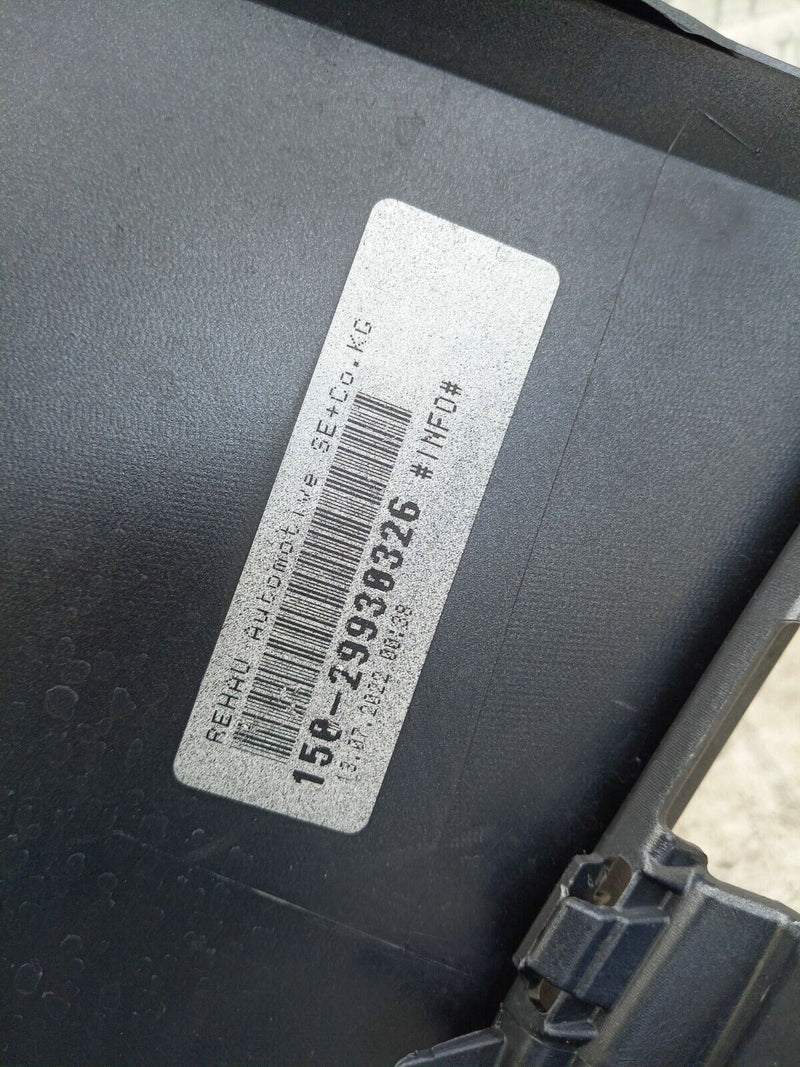 REHAU Automotive SE+Co.KG
150-29930326 #INFO#
13.07.2022 00:38